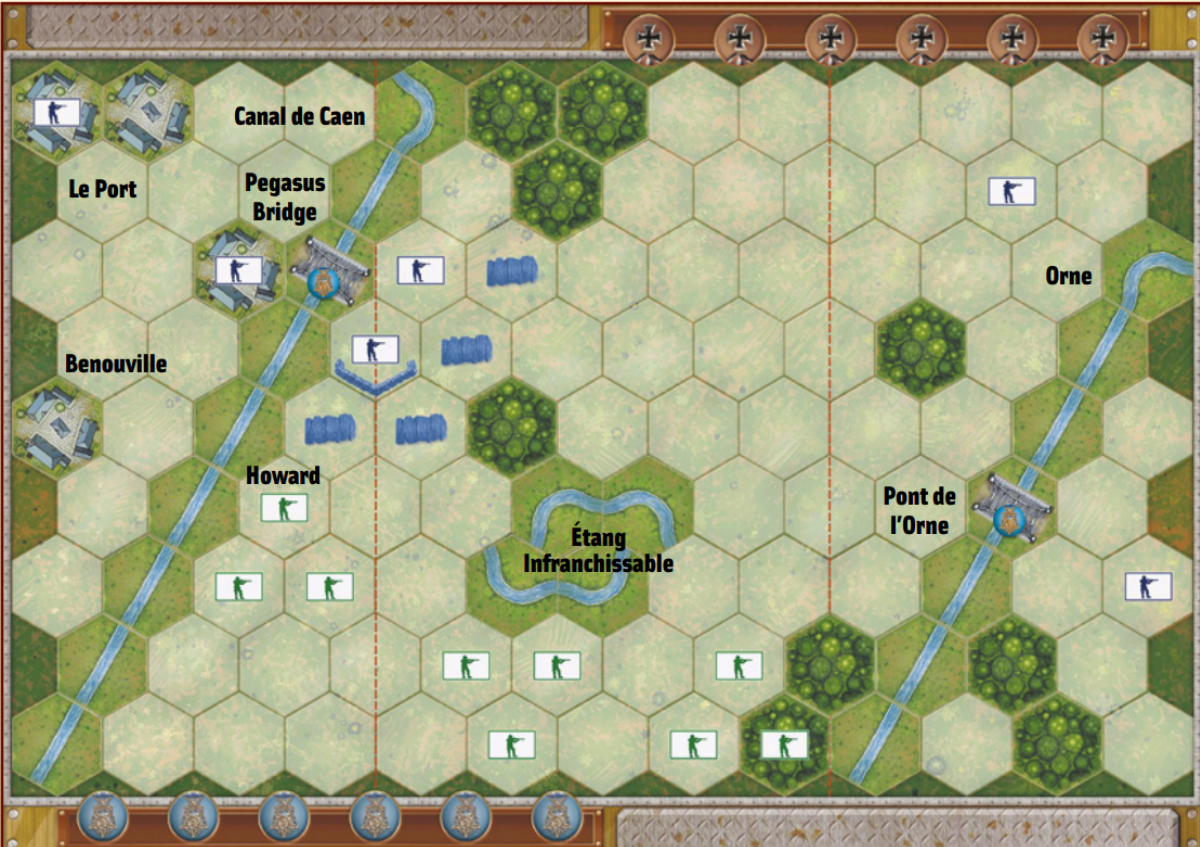 Canal de Caen
Le Port
Pegasus
Bridge
Orne
Benouville
Howard
Pont de
l'Orne
Étang
Infranchissable